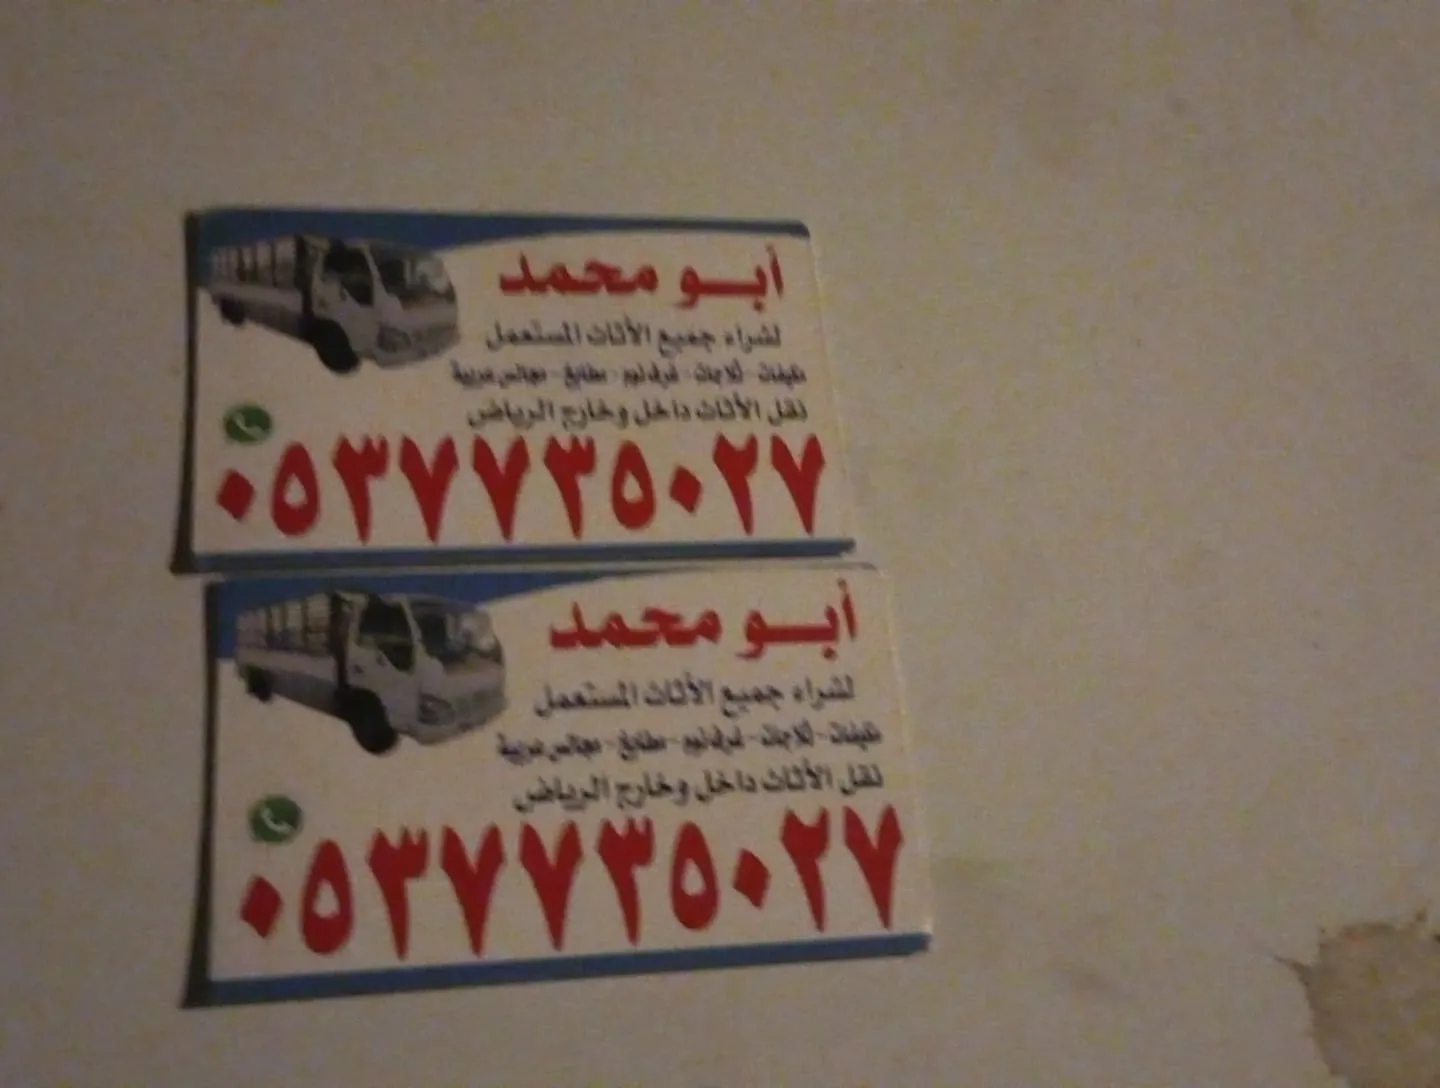 أبو محمد
لشراء جميع الأثاث المستعمل
مكيفات - ثلاجات - غرف نوم - مطابخ - مجالس عربية
نقل الأثاث داخل وخارج الرياض
٠٥٣٧٧٣٥٠٢٧
أبو محمد
لشراء جميع الأثاث المستعمل
مكيفات - ثلاجات - غرف نوم - مطابخ - مجالس عربية
نقل الأثاث داخل وخارج الرياض
٠٥٣٧٧٣٥٠٢٧